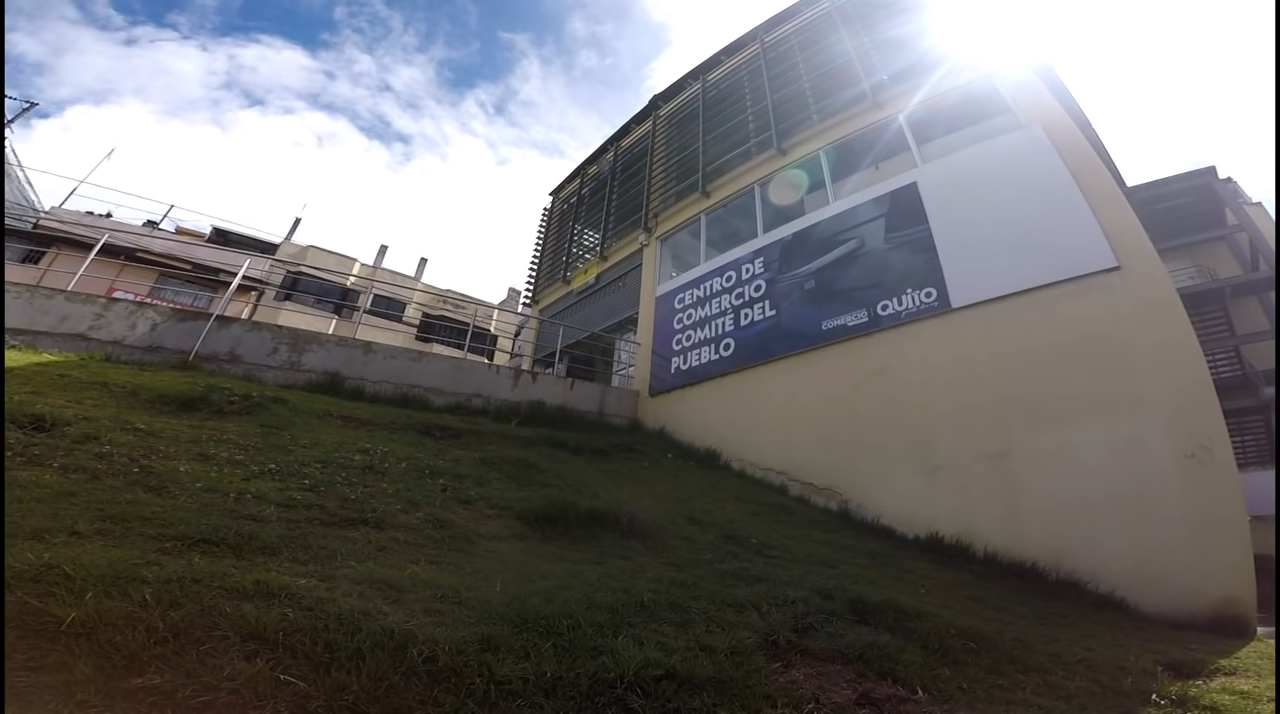 CENTRO DE
COMERCIO
COMITÉ DEL
PUEBLO
COMERCIO
QUITO